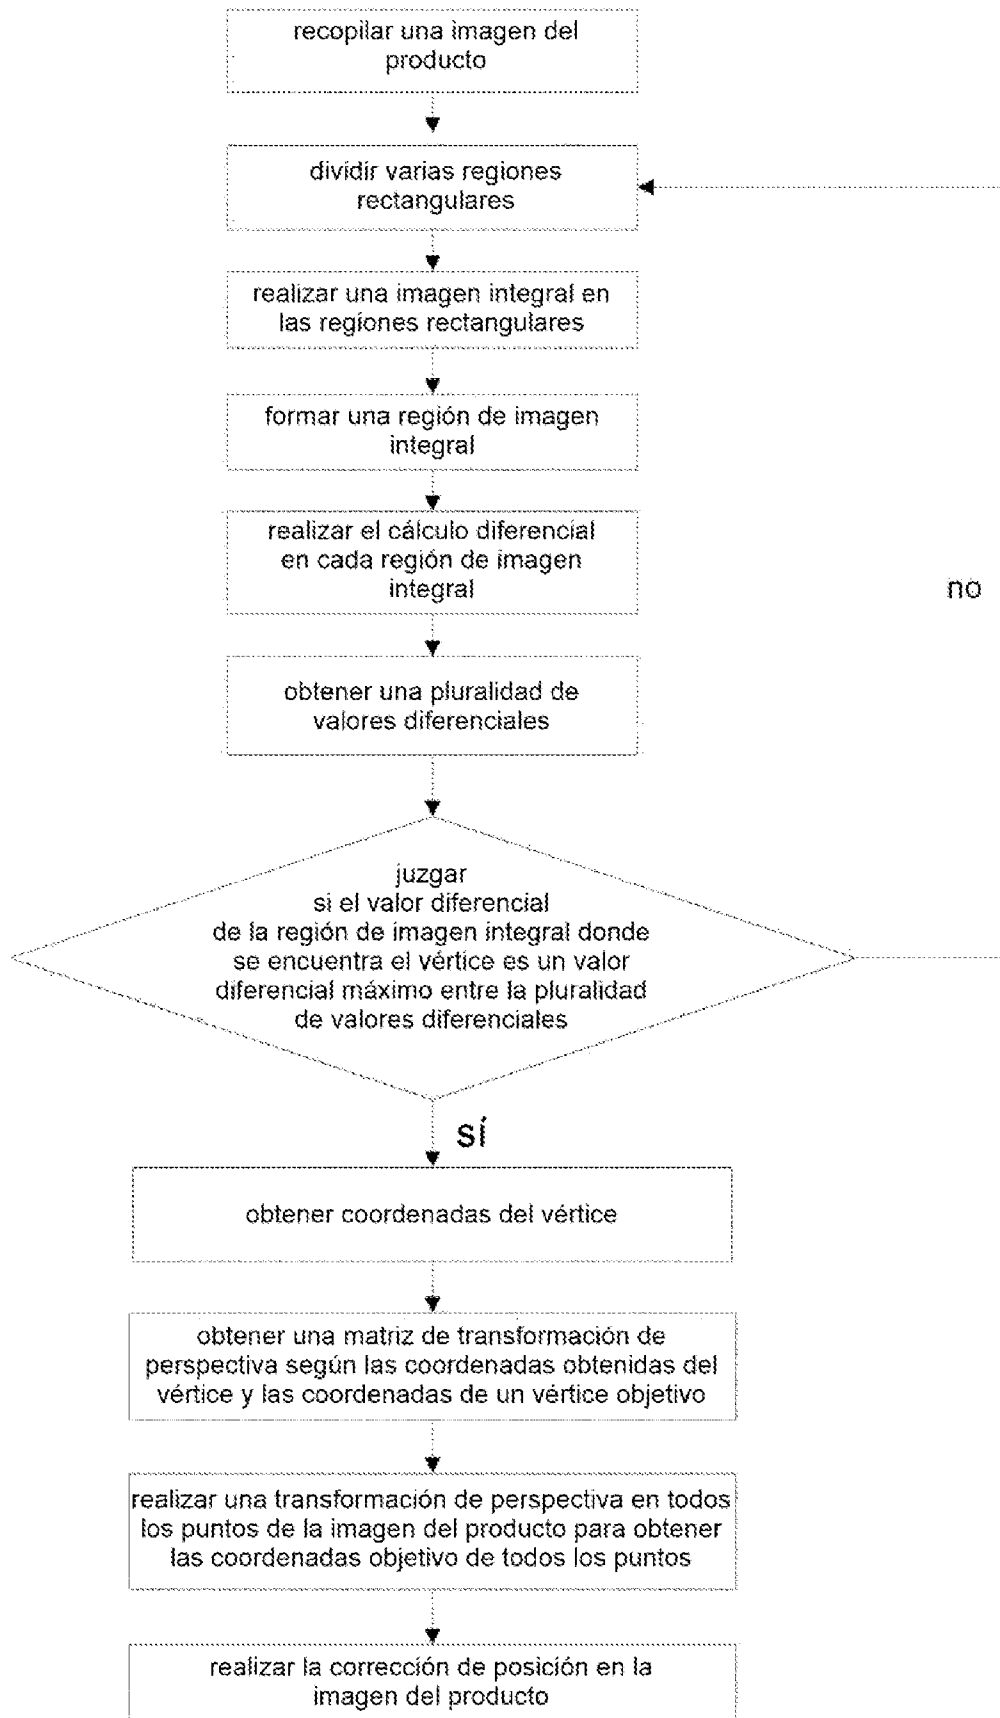 recopilar una imagen del
producto
dividir varias regiones
rectangulares
realizar una imagen integral en
las regiones rectangulares
formar una región de imagen
integral
realizar el cálculo diferencial
en cada región de imagen
integral
no
obtener una pluralidad de
valores diferenciales
juzgar
si el valor diferencial
de la región de imagen integral donde
se encuentra el vértice es un valor
diferencial máximo entre la pluralidad
de valores diferenciales
sí
obtener coordenadas del vértice
obtener una matriz de transformación de
perspectiva según las coordenadas obtenidas del
vértice y las coordenadas de un vértice objetivo
realizar una transformación de perspectiva en todos
los puntos de la imagen del producto para obtener
las coordenadas objetivo de todos los puntos
realizar la corrección de posición en la
imagen del producto